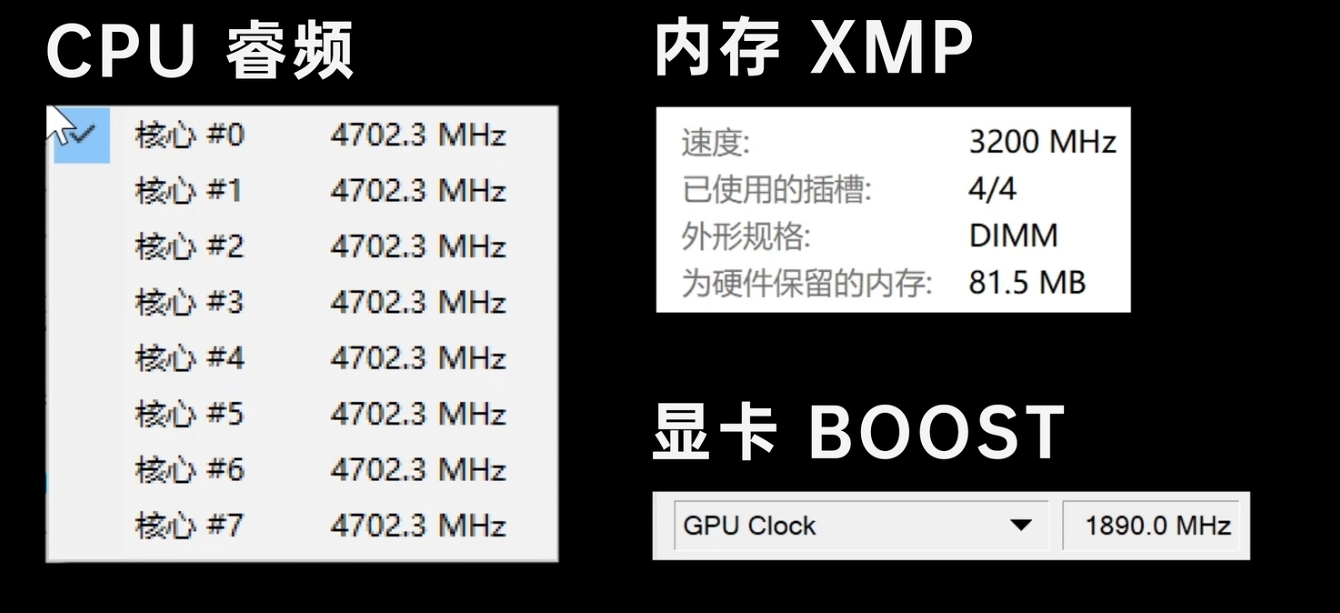 CPU 睿频
核心 #0 4702.3 MHz
核心 #1 4702.3 MHz
核心 #2 4702.3 MHz
核心 #3 4702.3 MHz
核心 #4 4702.3 MHz
核心 #5 4702.3 MHz
核心 #6 4702.3 MHz
核心 #7 4702.3 MHz
内存 XMP
速度: 3200 MHz
已使用的插槽: 4/4
外形规格: DIMM
为硬件保留的内存: 81.5 MB
显卡 BOOST
GPU Clock 1890.0 MHz